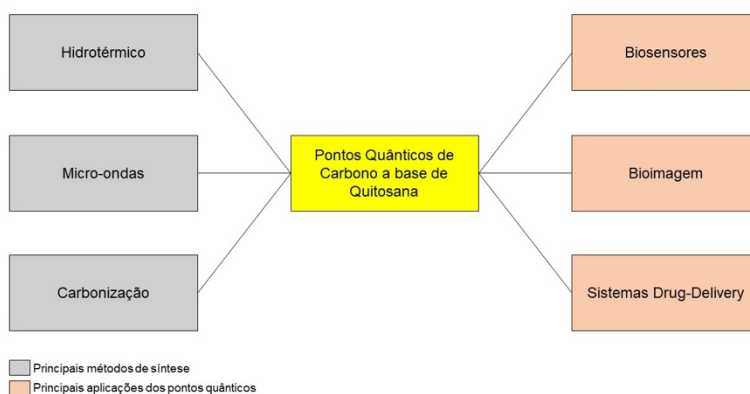 Hidrotérmico
Micro-ondas
Carbonização
Pontos Quânticos de
Carbono a base de
Quitosana
Biosensores
Bioimagem
Sistemas Drug-Delivery
Principais métodos de síntese
Principais aplicações dos pontos quânticos